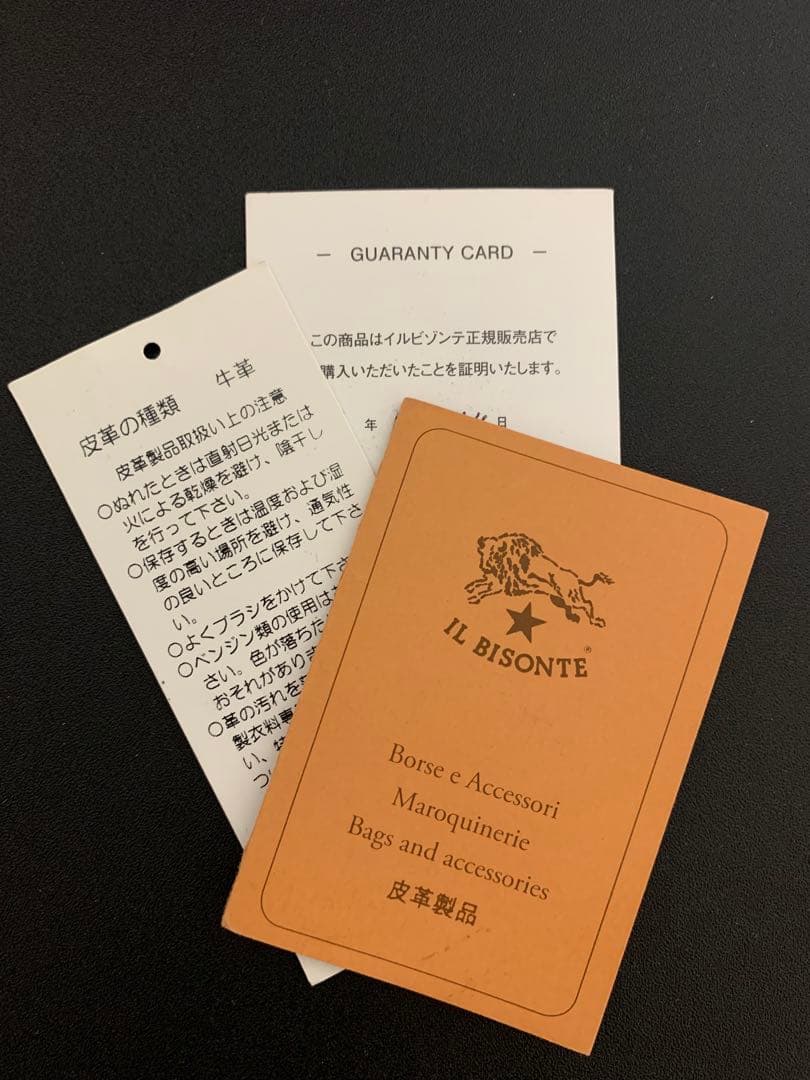 — GUARANTY CARD —
この商品はイルビゾンテ正規販売店で
購入いただいたことを証明いたします。
年 日
皮革の種類 牛革
皮革製品取扱い上の注意
○ぬれたときは直射日光または
火による乾燥を避け、陰干し
を行って下さい。
○保存するときは温度および湿
度の高い場所を避け、通気性
の良いところに保存して下さ
い。
○よくブラシをかけて下さ
○ベンジン類の使用は
さい。色が落ちた
おそれがありま
○革の汚れを
製衣料専
い、特
つい
IL BISONTE®
Borse e Accessori
Maroquinerie
Bags and accessories
皮革製品